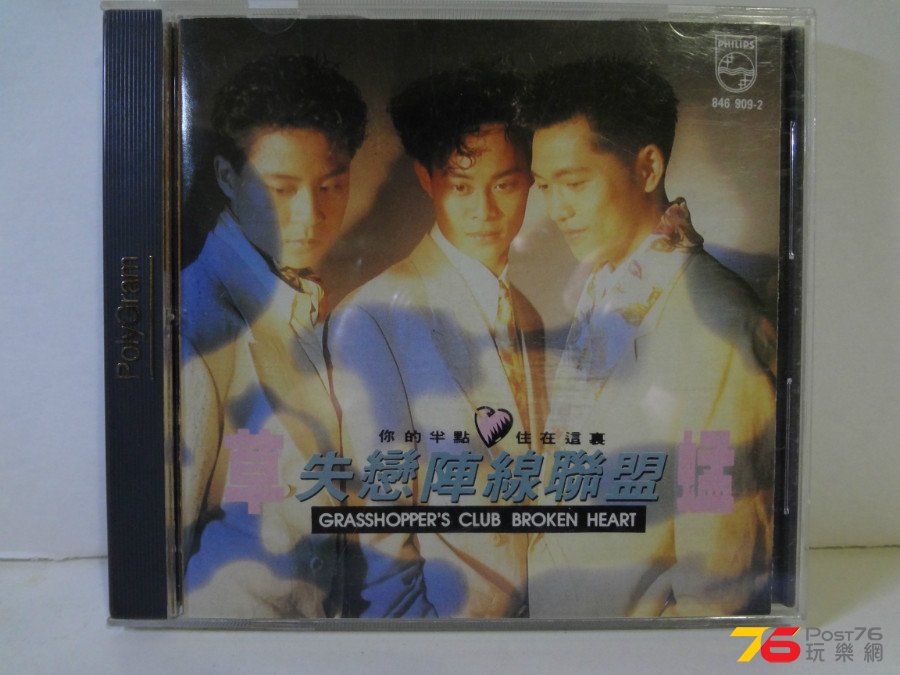 PHILIPS
846 909-2
PolyGram
你的半點 住在這裏
草 失戀陣線聯盟 蜢
GRASSHOPPER'S CLUB BROKEN HEART
76 POST76
玩樂網